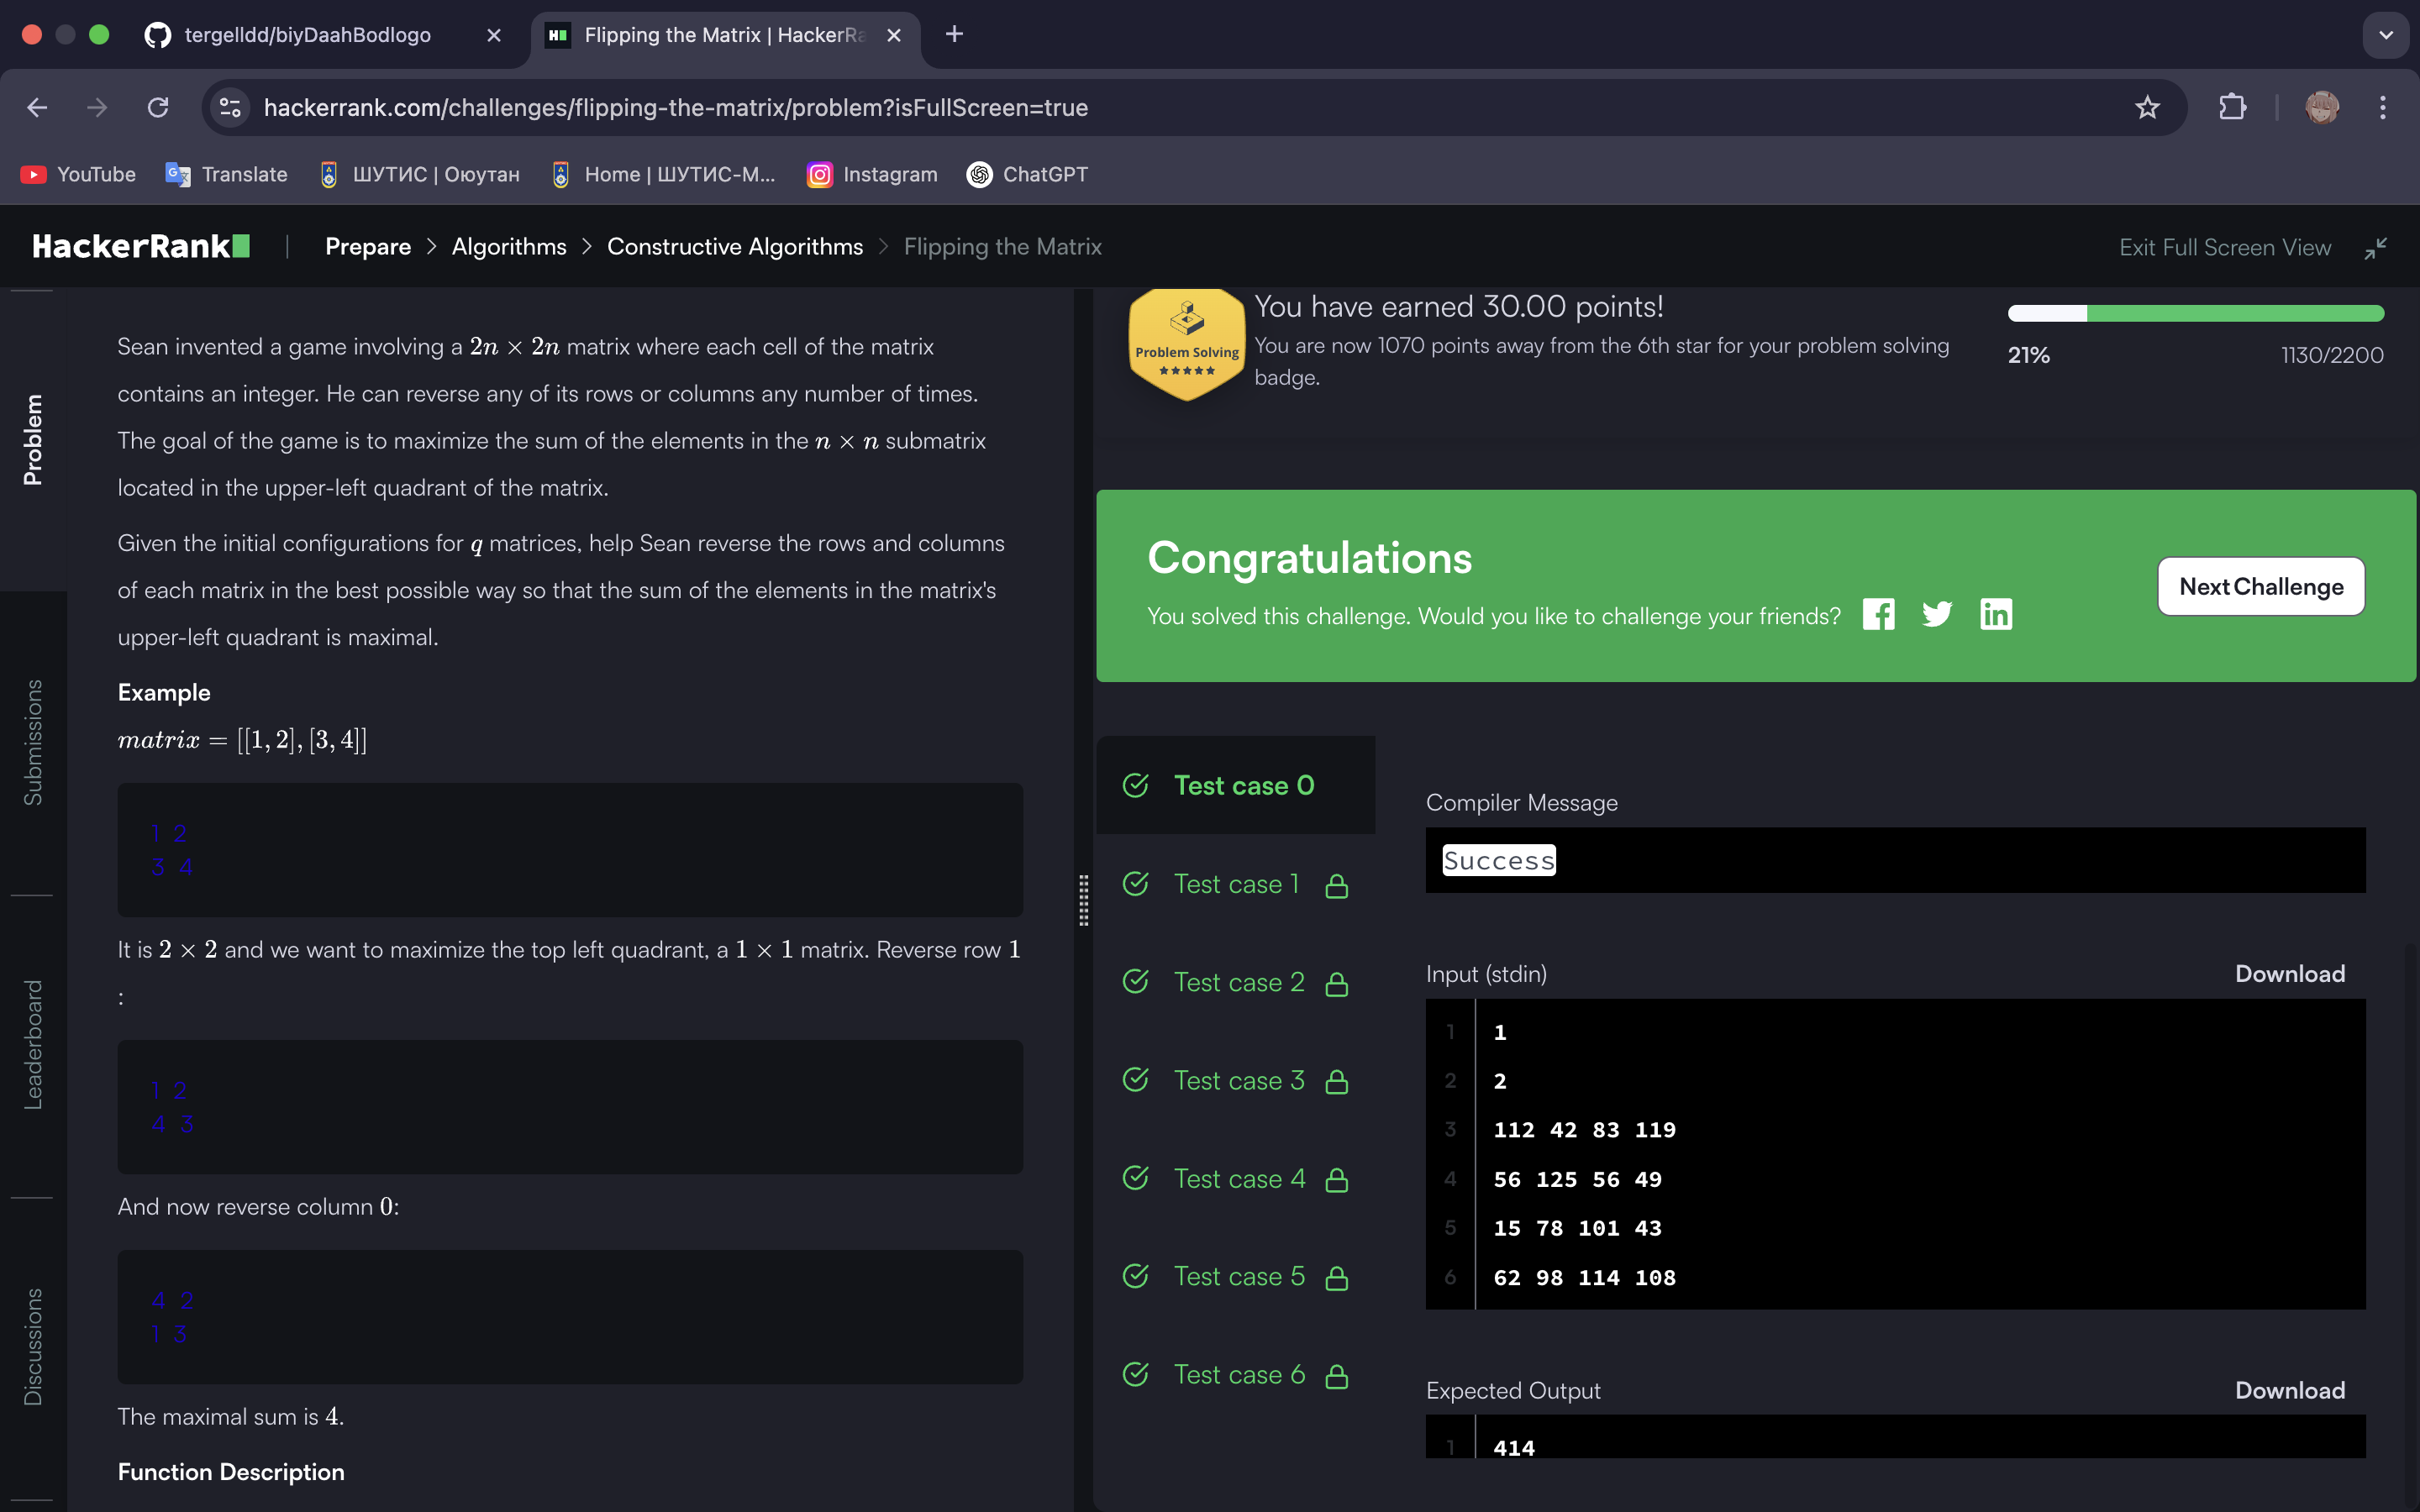 tergelldd/biyDaahBodlogo
Flipping the Matrix | HackerRa
hackerrank.com/challenges/flipping-the-matrix/problem?isFullScreen=true
YouTube
Translate
ШУТИС | Оюутан
Home | ШУТИС-М...
Instagram
ChatGPT
HackerRank
Prepare > Algorithms > Constructive Algorithms > Flipping the Matrix
Exit Full Screen View
Problem
Submissions
Leaderboard
Discussions
Sean invented a game involving a 2n × 2n matrix where each cell of the matrix
contains an integer. He can reverse any of its rows or columns any number of times.
The goal of the game is to maximize the sum of the elements in the n × n submatrix
located in the upper-left quadrant of the matrix.
Given the initial configurations for q matrices, help Sean reverse the rows and columns
of each matrix in the best possible way so that the sum of the elements in the matrix's
upper-left quadrant is maximal.
Example
matrix = [[1, 2], [3, 4]]
1 2
3 4
It is 2 × 2 and we want to maximize the top left quadrant, a 1 × 1 matrix. Reverse row 1
:
1 2
4 3
And now reverse column 0:
4 2
1 3
The maximal sum is 4.
Function Description
Problem Solving
You have earned 30.00 points!
You are now 1070 points away from the 6th star for your problem solving
badge.
21%
1130/2200
Congratulations
You solved this challenge. Would you like to challenge your friends?
Next Challenge
Test case 0
Test case 1
Test case 2
Test case 3
Test case 4
Test case 5
Test case 6
Compiler Message
Success
Input (stdin)
Download
1 1
2 2
3 112 42 83 119
4 56 125 56 49
5 15 78 101 43
6 62 98 114 108
Expected Output
Download
1 414